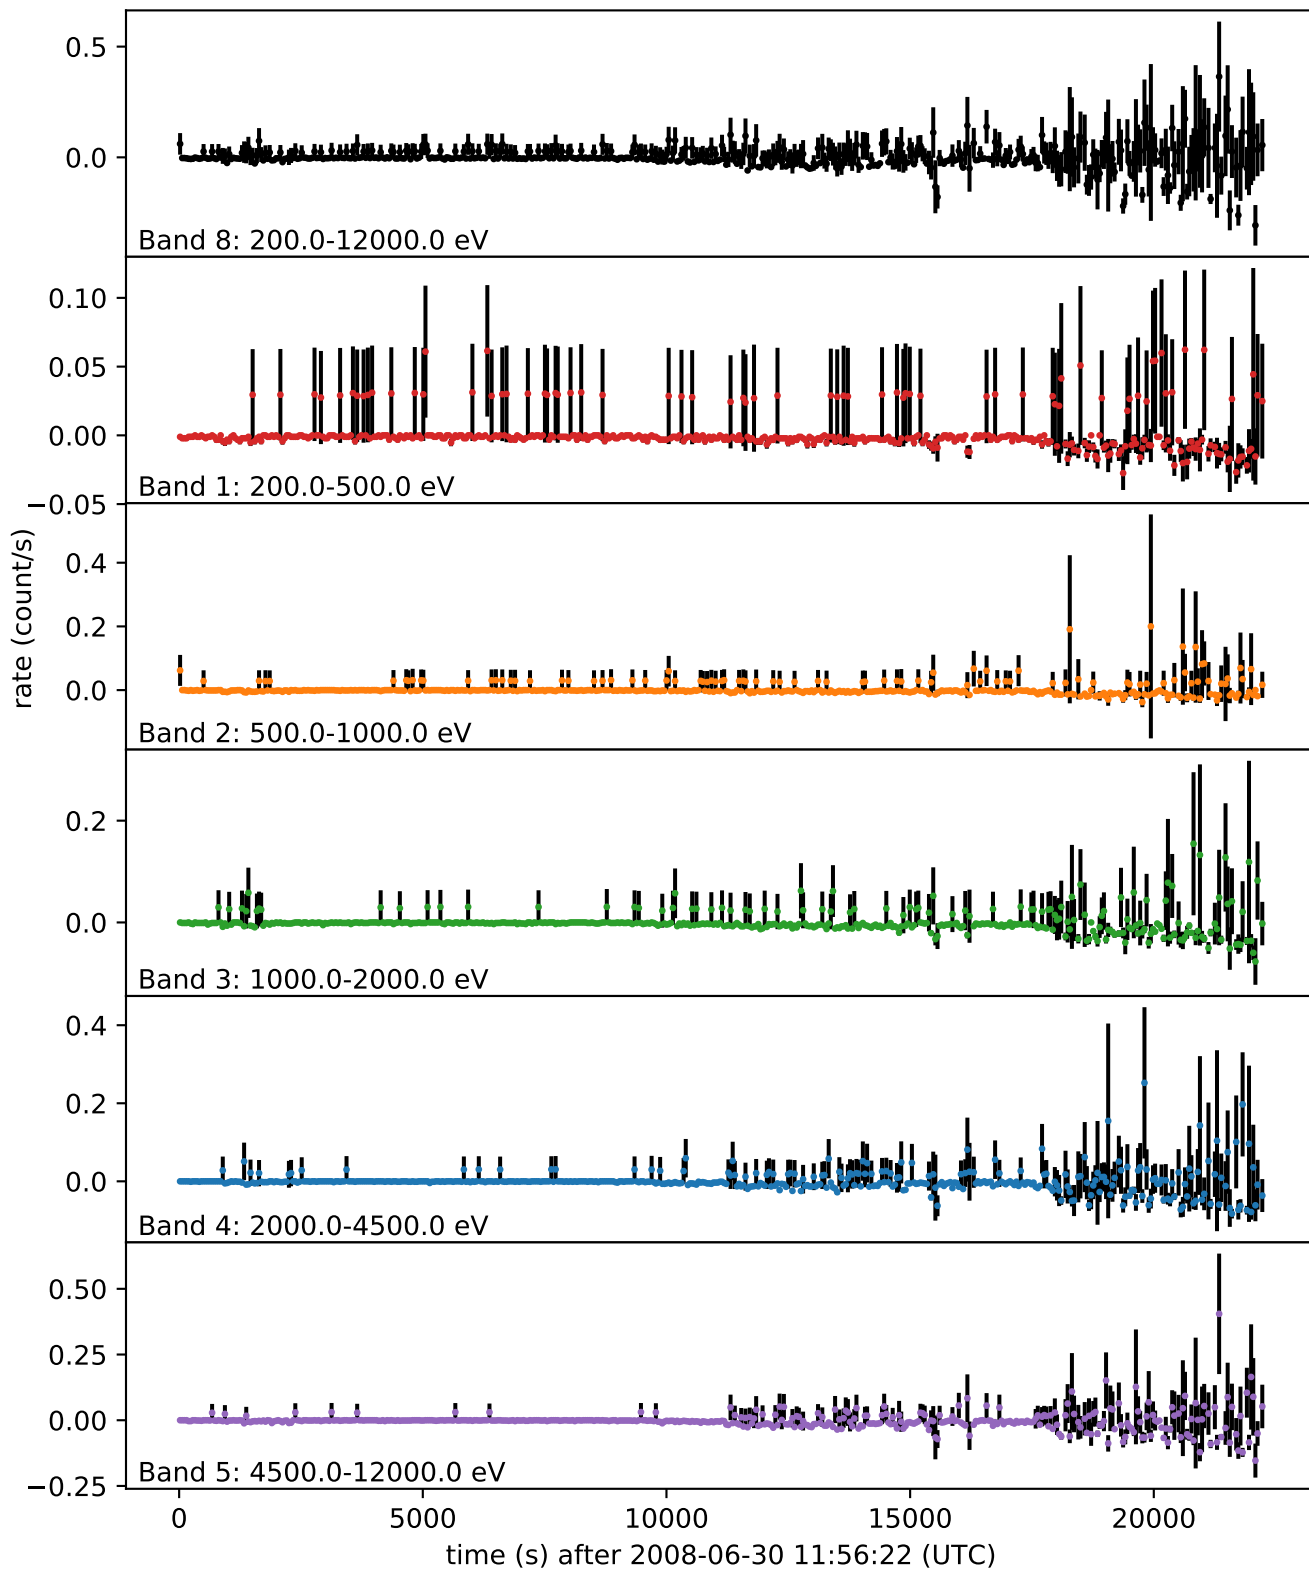 0.5
0.0
Band 8: 200.0-12000.0 eV
0.10
0.05
0.00
−0.05
Band 1: 200.0-500.0 eV
rate (count/s)
0.4
0.2
0.0
Band 2: 500.0-1000.0 eV
0.2
0.0
Band 3: 1000.0-2000.0 eV
0.4
0.2
0.0
Band 4: 2000.0-4500.0 eV
0.50
0.25
0.00
−0.25
Band 5: 4500.0-12000.0 eV
0 5000 10000 15000 20000
time (s) after 2008-06-30 11:56:22 (UTC)